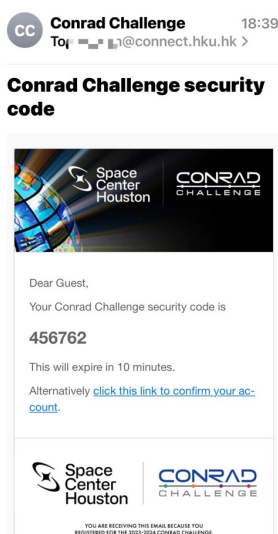 CC
Conrad Challenge 18:39
@connect.hku.hk >
Conrad Challenge security
code
Space
Center
Houston
CONRAD
CHALLENGE
Dear Guest,
Your Conrad Challenge security code is
456762
This will expire in 10 minutes.
Alternatively click this link to confirm your ac-
count.
Space
Center
Houston
CONRAD
CHALLENGE
YOU ARE RECEIVING THIS EMAIL BECAUSE YOU
REGISTERED FOR THE 2023-2024 CONRAD CHALLENGE.